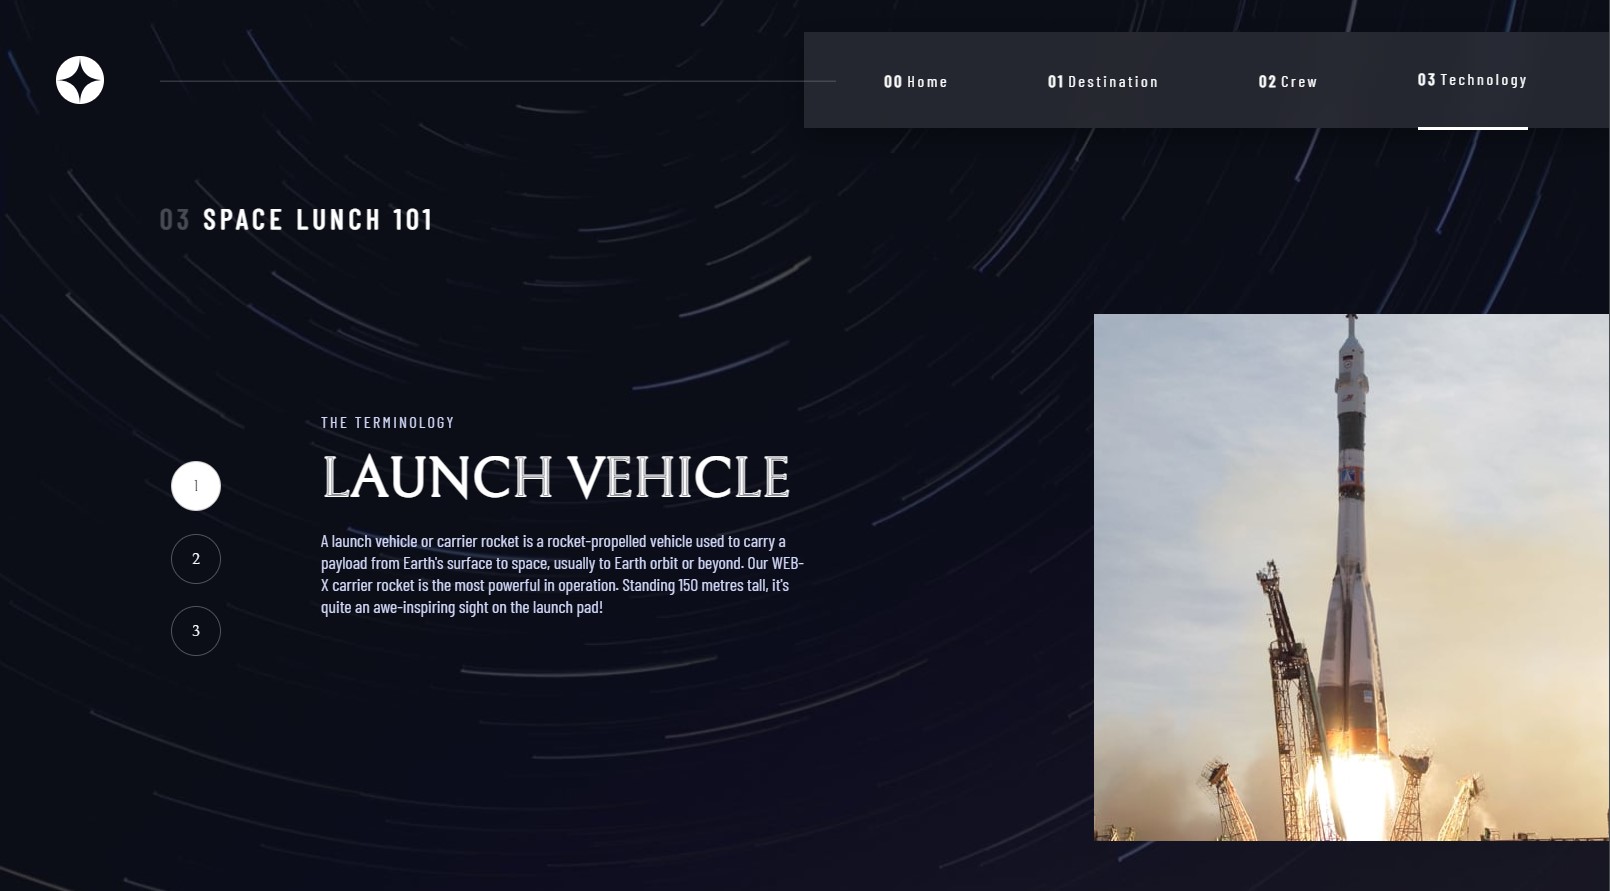 00 Home 01 Destination 02 Crew 03 Technology
03 SPACE LUNCH 101
THE TERMINOLOGY
LAUNCH VEHICLE
1
2
3
A launch vehicle or carrier rocket is a rocket-propelled vehicle used to carry a
payload from Earth's surface to space, usually to Earth orbit or beyond. Our WEB-
X carrier rocket is the most powerful in operation. Standing 150 metres tall, it's
quite an awe-inspiring sight on the launch pad!